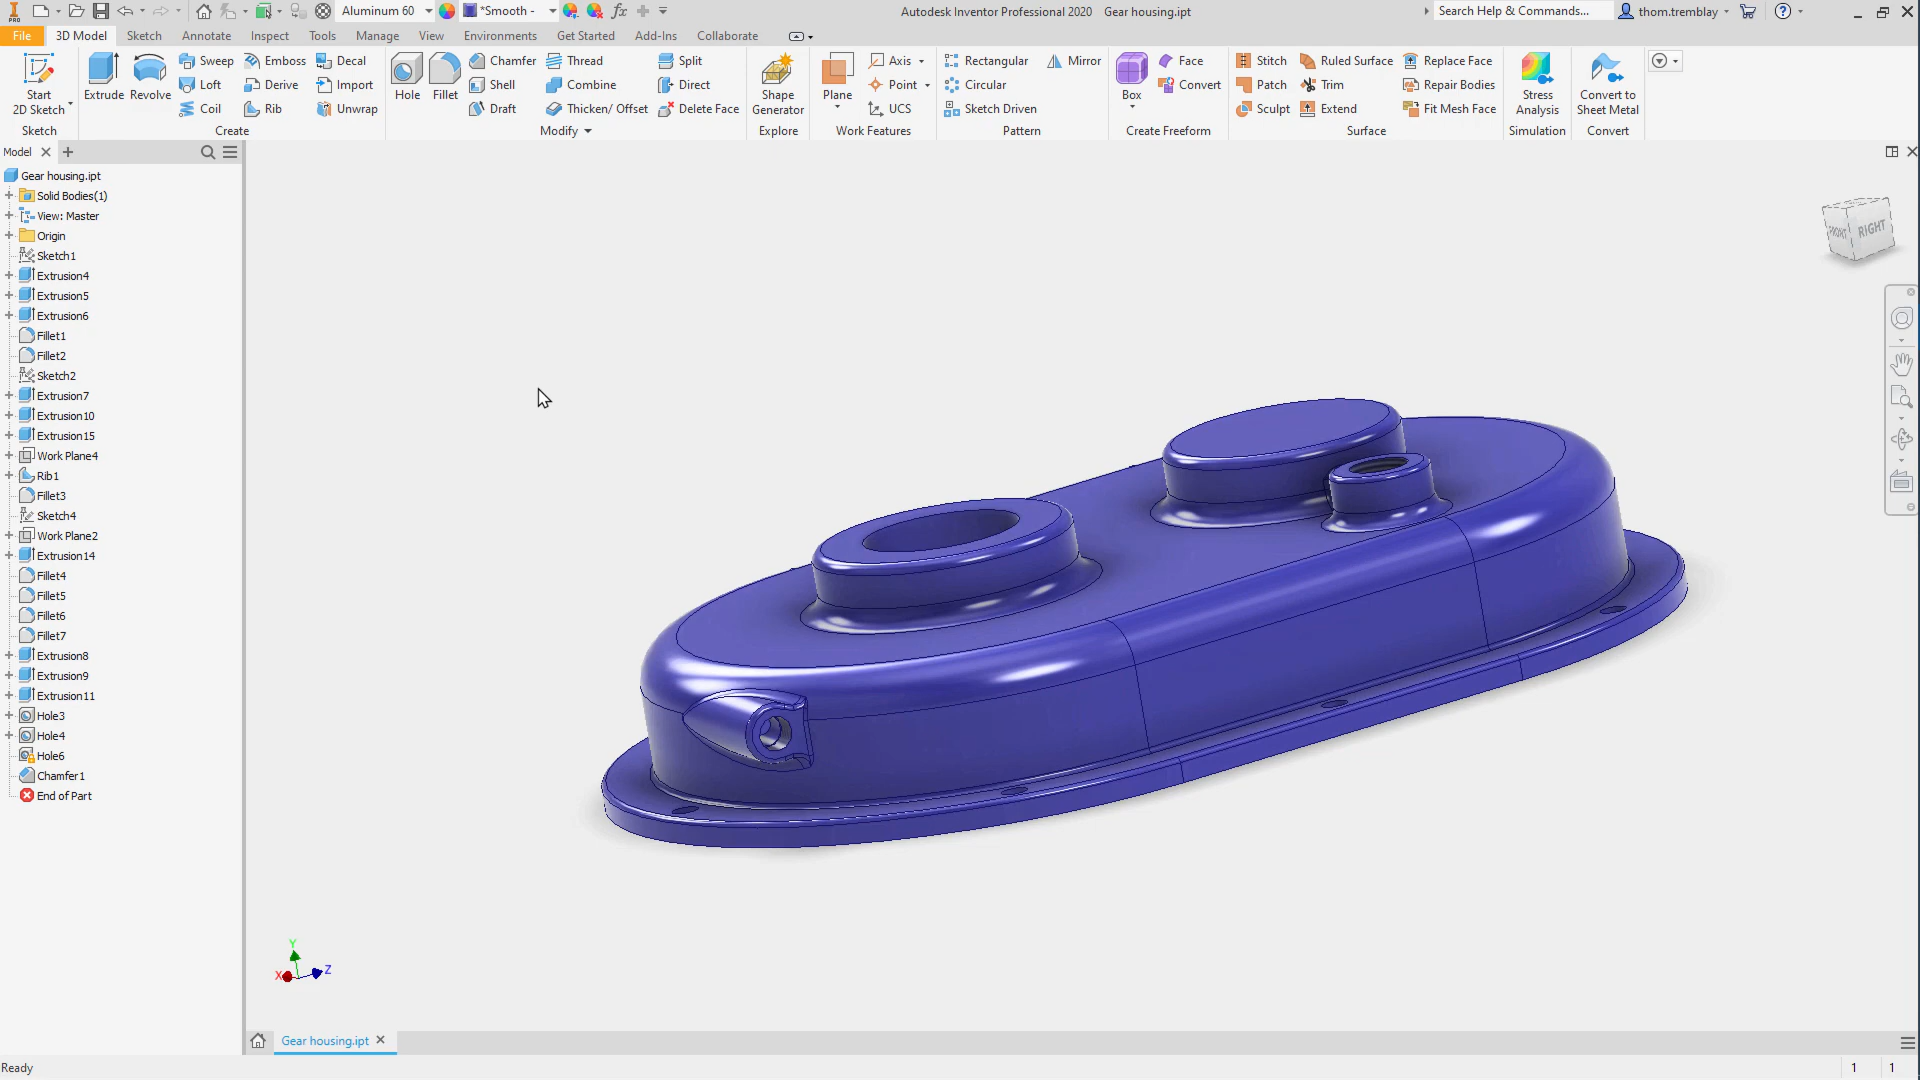 Aluminum 60
*Smooth -
fx
Autodesk Inventor Professional 2020 Gear housing.ipt
Search Help & Commands...
thom.tremblay
PRO
File
3D Model
Sketch
Annotate
Inspect
Tools
Manage
View
Environments
Get Started
Add-Ins
Collaborate
Start
2D Sketch
Sketch
Extrude
Revolve
Sweep
Loft
Coil
Emboss
Derive
Rib
Decal
Import
Unwrap
Create
Hole
Fillet
Chamfer
Shell
Draft
Thread
Combine
Thicken/ Offset
Split
Direct
Delete Face
Modify
Shape
Generator
Explore
Plane
Axis
Point
UCS
Work Features
Rectangular
Circular
Sketch Driven
Mirror
Pattern
Box
Face
Convert
Create Freeform
Stitch
Patch
Sculpt
Ruled Surface
Trim
Extend
Replace Face
Repair Bodies
Fit Mesh Face
Surface
Stress
Analysis
Simulation
Convert to
Sheet Metal
Convert
Model
Gear housing.ipt
Solid Bodies(1)
View: Master
Origin
Sketch1
Extrusion4
Extrusion5
Extrusion6
Fillet1
Fillet2
Sketch2
Extrusion7
Extrusion10
Extrusion15
Work Plane4
Rib1
Fillet3
Sketch4
Work Plane2
Extrusion14
Fillet4
Fillet5
Fillet6
Fillet7
Extrusion8
Extrusion9
Extrusion11
Hole3
Hole4
Hole6
Chamfer1
End of Part
FRONT
RIGHT
Y
X
Z
Gear housing.ipt
Ready
1
1